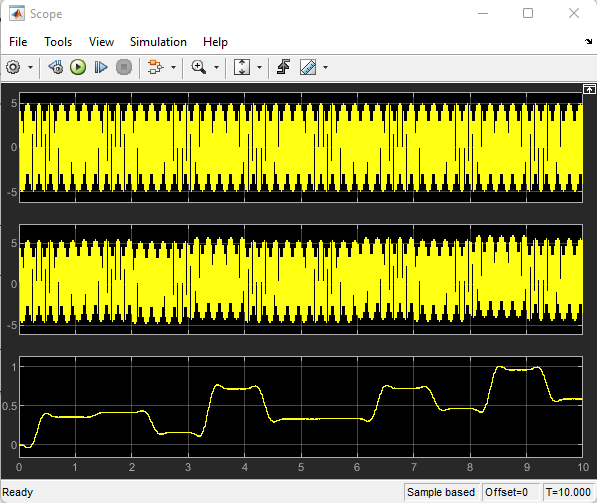 Scope
File Tools View Simulation Help
5
0
-5
5
0
-5
1
0.5
0
0 1 2 3 4 5 6 7 8 9 10
Ready Sample based Offset=0 T=10.000